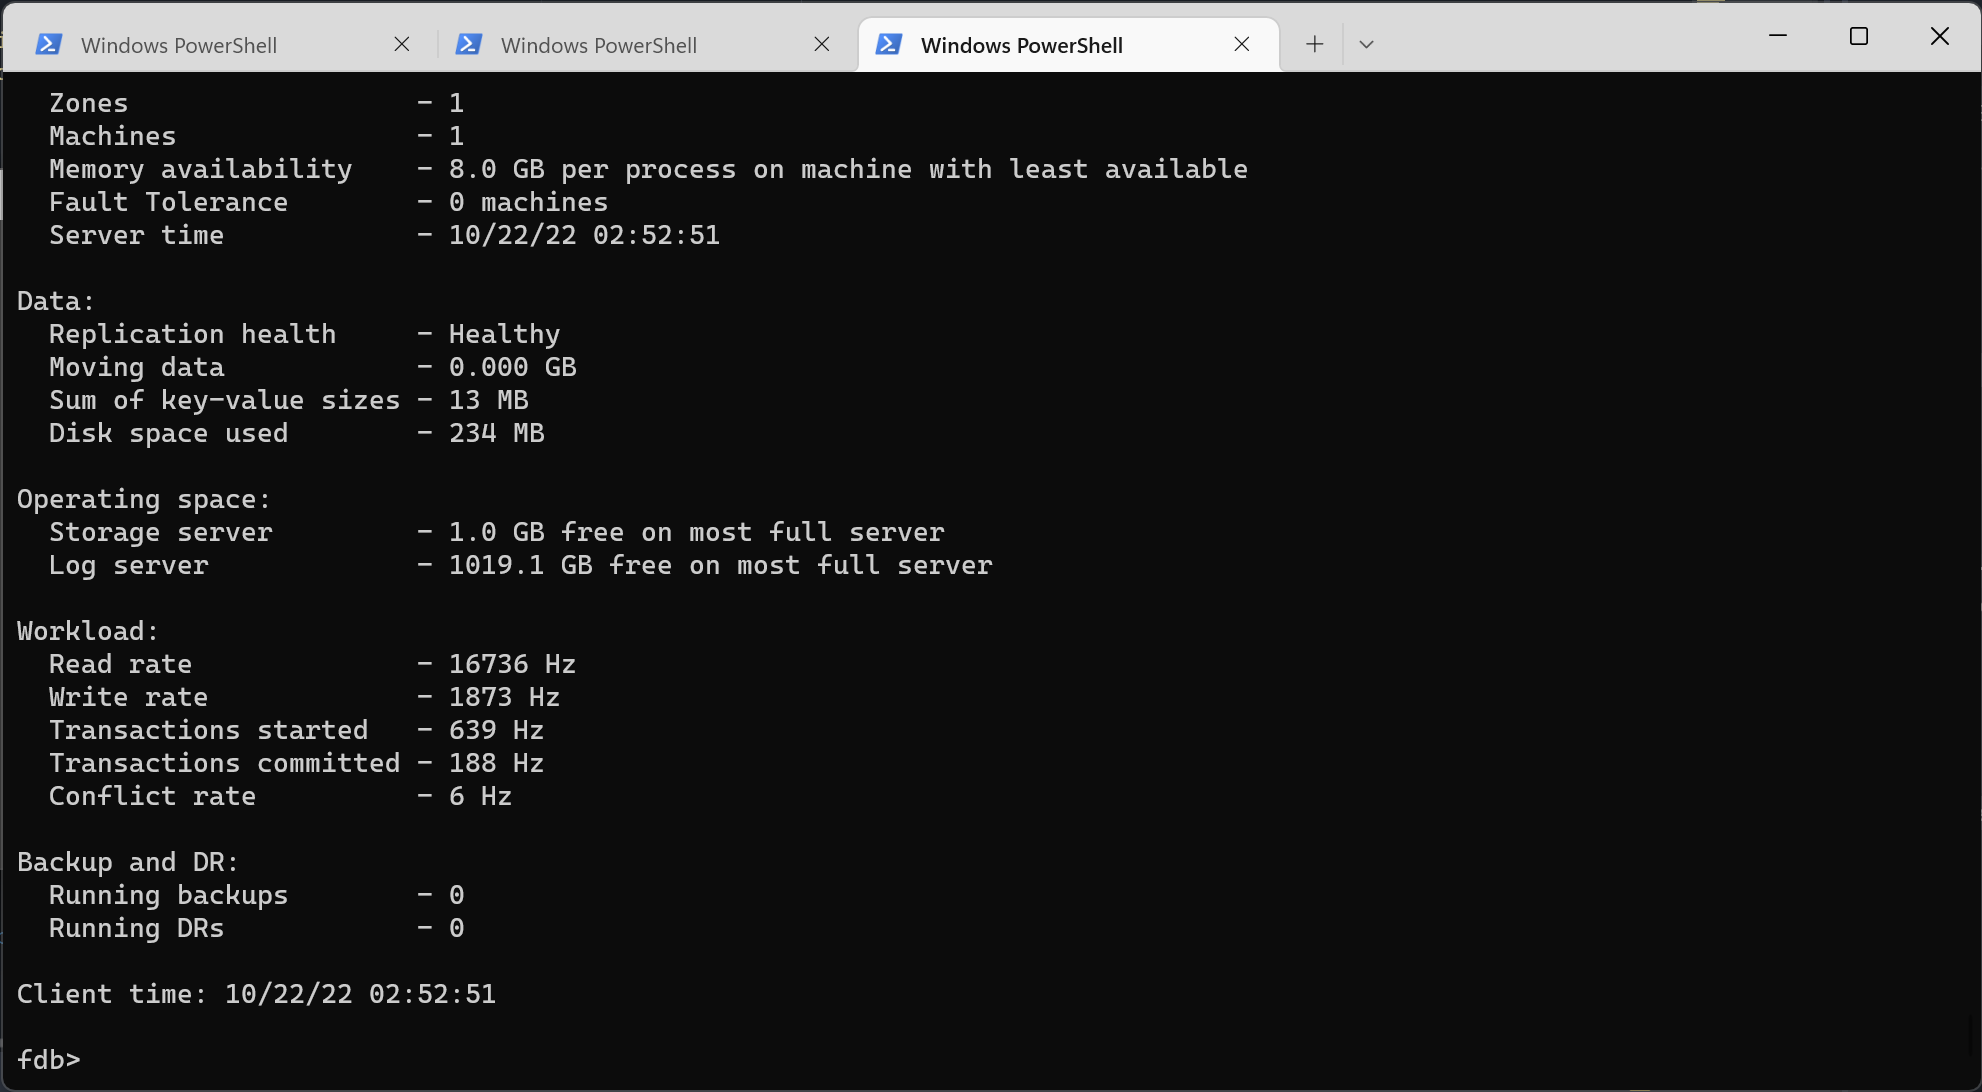 Windows PowerShell Windows PowerShell Windows PowerShell
Zones - 1
Machines - 1
Memory availability - 8.0 GB per process on machine with least available
Fault Tolerance - 0 machines
Server time - 10/22/22 02:52:51
Data:
Replication health - Healthy
Moving data - 0.000 GB
Sum of key-value sizes - 13 MB
Disk space used - 234 MB
Operating space:
Storage server - 1.0 GB free on most full server
Log server - 1019.1 GB free on most full server
Workload:
Read rate - 16736 Hz
Write rate - 1873 Hz
Transactions started - 639 Hz
Transactions committed - 188 Hz
Conflict rate - 6 Hz
Backup and DR:
Running backups - 0
Running DRs - 0
Client time: 10/22/22 02:52:51
fdb>